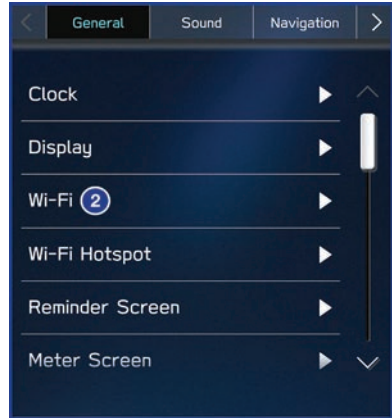 General Sound Navigation
Clock
Display
Wi-Fi 2
Wi-Fi Hotspot
Reminder Screen
Meter Screen